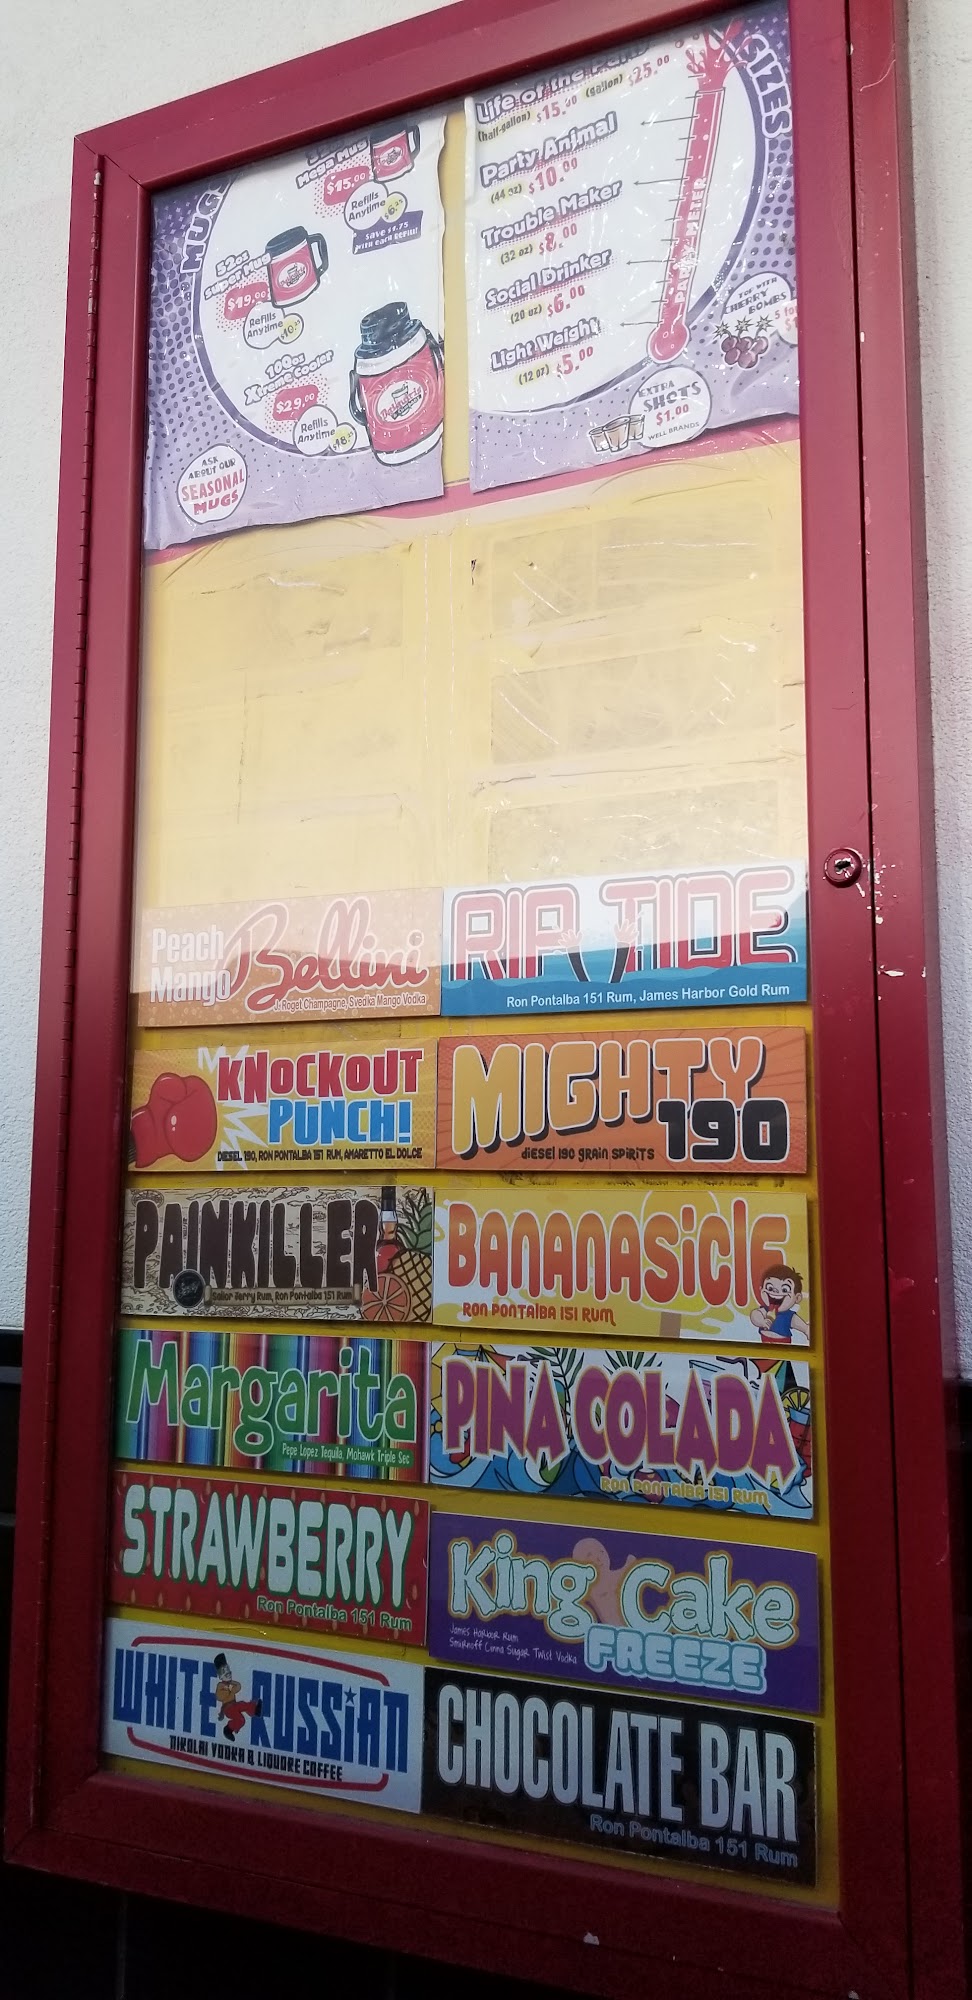 MUGS
Mega Mug
$15.00
Refills
Anytime
$6.25
Save $1.75
with each Refill!
52oz
Super Mug
$19.00
Refills
Anytime
$10.25
100oz
Xtreme Cooler
$29.00
Refills
Anytime
$18.25
ASK
ABOUT OUR
SEASONAL
MUGS
SIZES
Life of the Party
(half-gallon) $15.00 (gallon) $25.00
Party Animal
(44 oz) $10.00
Trouble Maker
(32 oz) $8.00
Social Drinker
(20 oz) $6.00
Light Weight
(12 oz) $5.00
PARTY METER
TOP WITH
CHERRY
BOMBS
5 for
EXTRA
SHOTS
$1.00
WELL BRANDS
Peach
Mango Bellini
J. Roget Champagne, Svedka Mango Vodka
RIP TIDE
Ron Pontalba 151 Rum, James Harbor Gold Rum
KNOCKOUT
PUNCH!
DIESEL 190, RON PONTALBA 151 RUM, AMARETTO EL DOLCE
MIGHTY
190
diesel 190 grain spirits
PAINKILLER
Sailor Jerry Rum, Ron Pontalba 151 Rum
BANANASICLE
RON PONTALBA 151 RUM
Margarita
Pepe Lopez Tequila, Mohawk Triple Sec
PINA COLADA
RON PONTALBA 151 RUM
STRAWBERRY
Ron Pontalba 151 Rum
King Cake
FREEZE
James Harbor Rum
Smirnoff Cinna Sugar Twist Vodka
WHITE RUSSIAN
NIKOLAI VODKA & LIQUORE COFFEE
CHOCOLATE BAR
Ron Pontalba 151 Rum